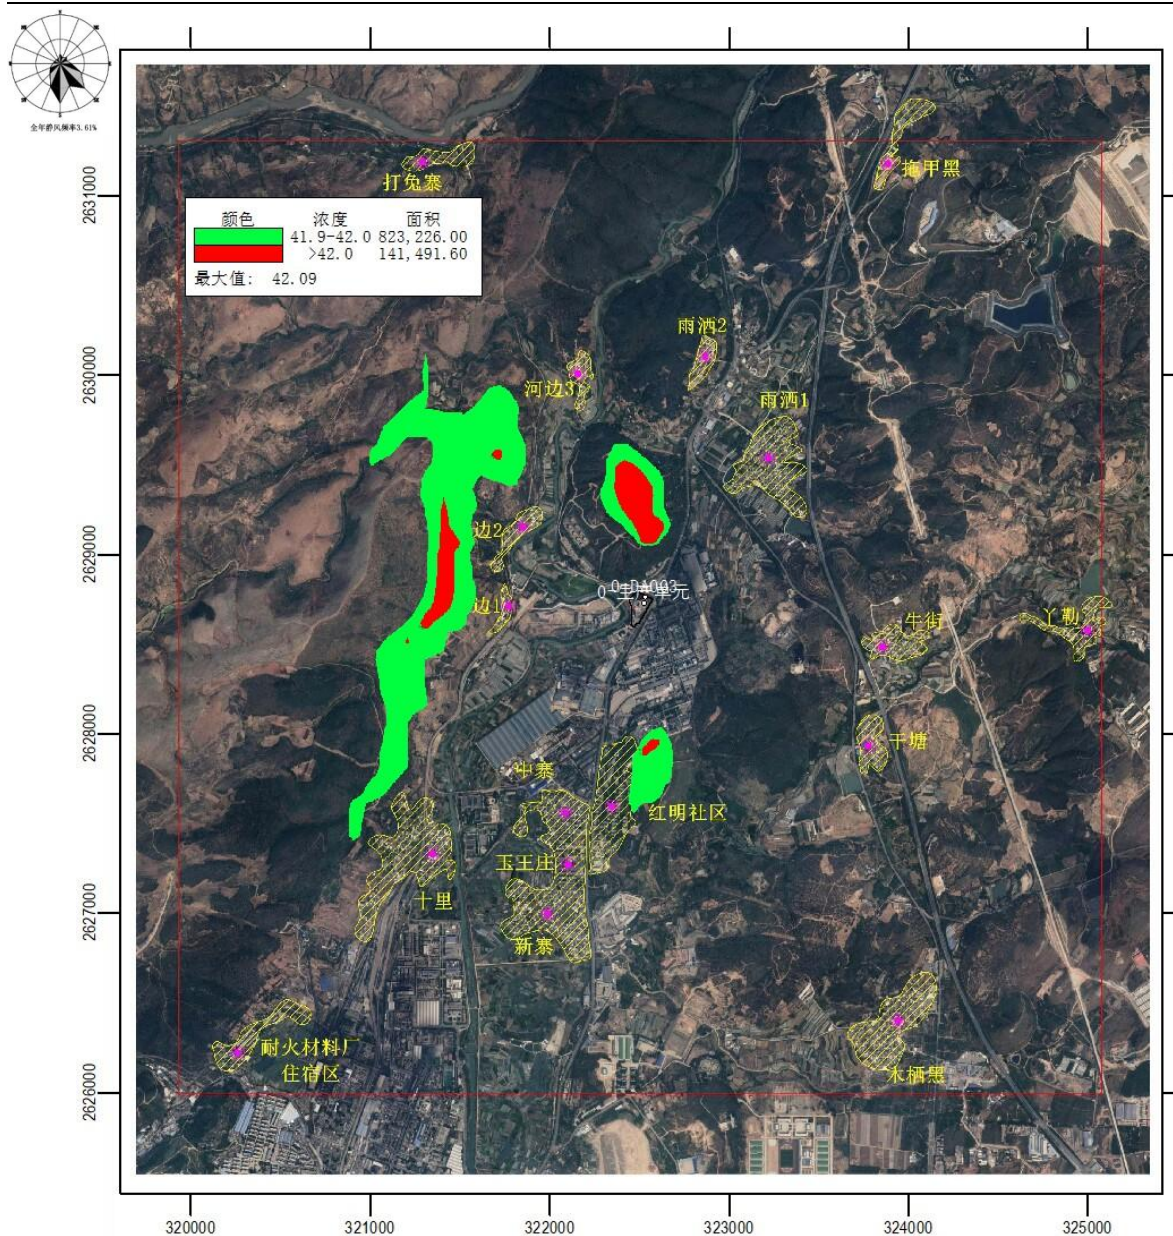 全年静风频率3.61%
打兔寨
拖甲黑
颜色 浓度 面积
41.9-42.0 823,226.00
>42.0 141,491.60
最大值: 42.09
雨洒2
河边3
雨洒1
边2
边1
牛街
丫勒
干塘
中寨
红明社区
玉王庄
十里
新寨
耐火材料厂
住宿区
木栖黑
2631000
2630000
2629000
2628000
2627000
2626000
320000 321000 322000 323000 324000 325000